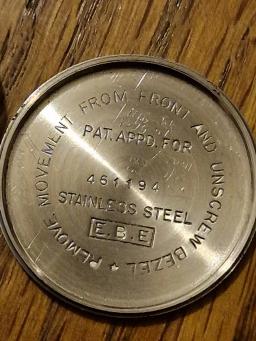 REMOVE MOVEMENT FROM FRONT AND UNSCREW BEZEL ★
PAT. APPD. FOR
461194
STAINLESS STEEL
E.B.E